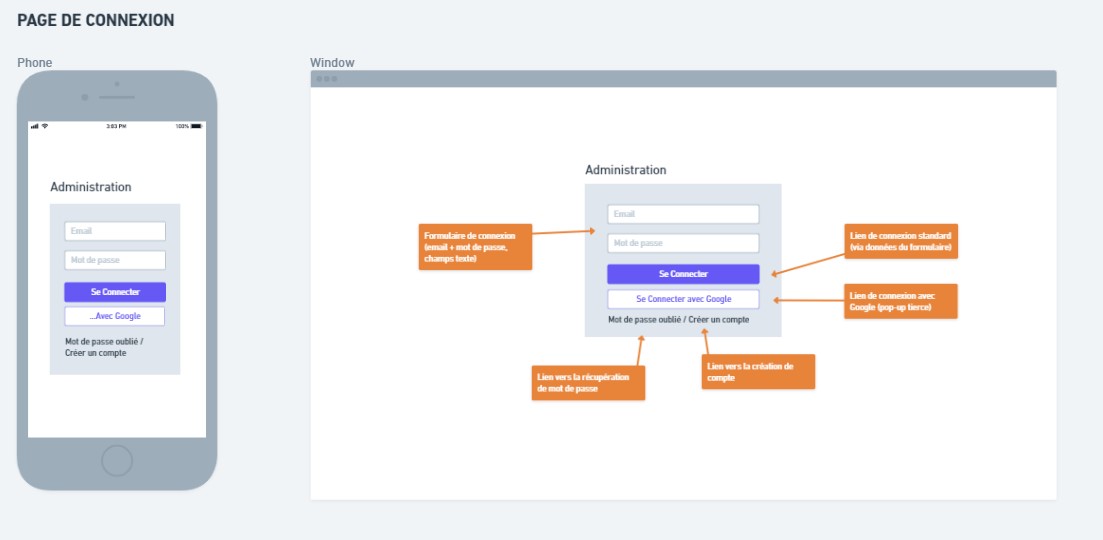 PAGE DE CONNEXION
Phone
3:03 PM
100%
Administration
Email
Mot de passe
Se Connecter
...Avec Google
Mot de passe oublié /
Créer un compte
Window
Administration
Email
Mot de passe
Se Connecter
Se Connecter avec Google
Mot de passe oublié / Créer un compte
Formulaire de connexion
(email + mot de passe,
champs texte)
Lien de connexion standard
(via données du formulaire)
Lien de connexion avec
Google (pop-up tierce)
Lien vers la récupération
de mot de passe
Lien vers la création de
compte